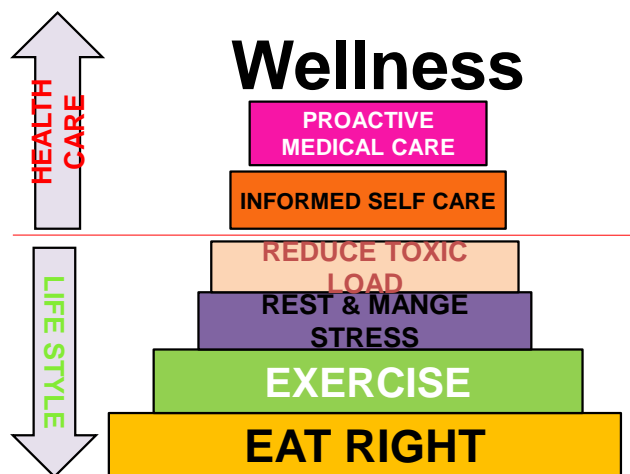 Wellness
PROACTIVE
MEDICAL CARE
HEALTH
CARE
INFORMED SELF CARE
REDUCE TOXIC
LOAD
REST & MANGE
STRESS
LIFE STYLE
EXERCISE
EAT RIGHT